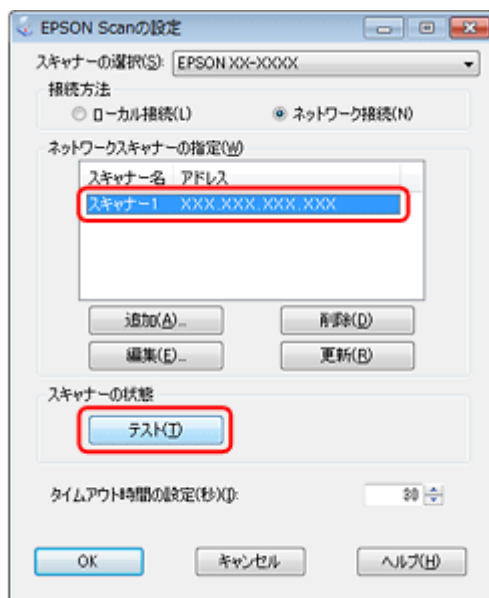 EPSON Scanの設定
スキャナーの選択(S): EPSON XX-XXXX
接続方法
ローカル接続(L) ネットワーク接続(N)
ネットワークスキャナーの指定(W)
スキャナー名 アドレス
スキャナー1 XXX.XXX.XXX.XXX
追加(A)... 削除(D)
編集(E)... 更新(R)
スキャナーの状態
テスト(T)
タイムアウト時間の設定(秒)(I): 30
OK キャンセル ヘルプ(H)